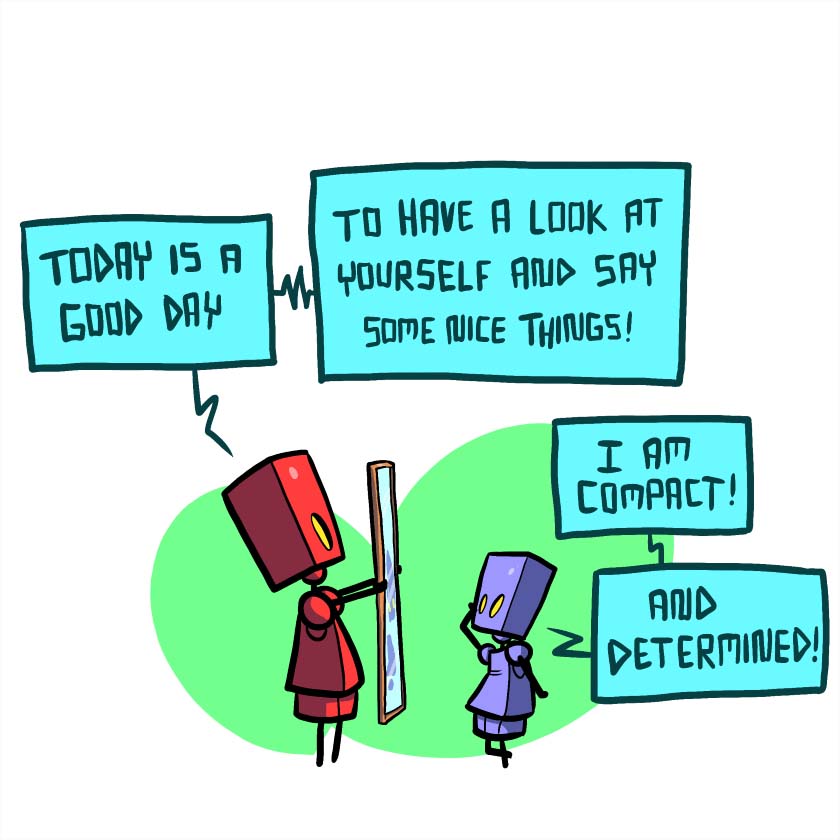 TODAY IS A
GOOD DAY
TO HAVE A LOOK AT
YOURSELF AND SAY
SOME NICE THINGS!
I AM
COMPACT!
AND
DETERMINED!